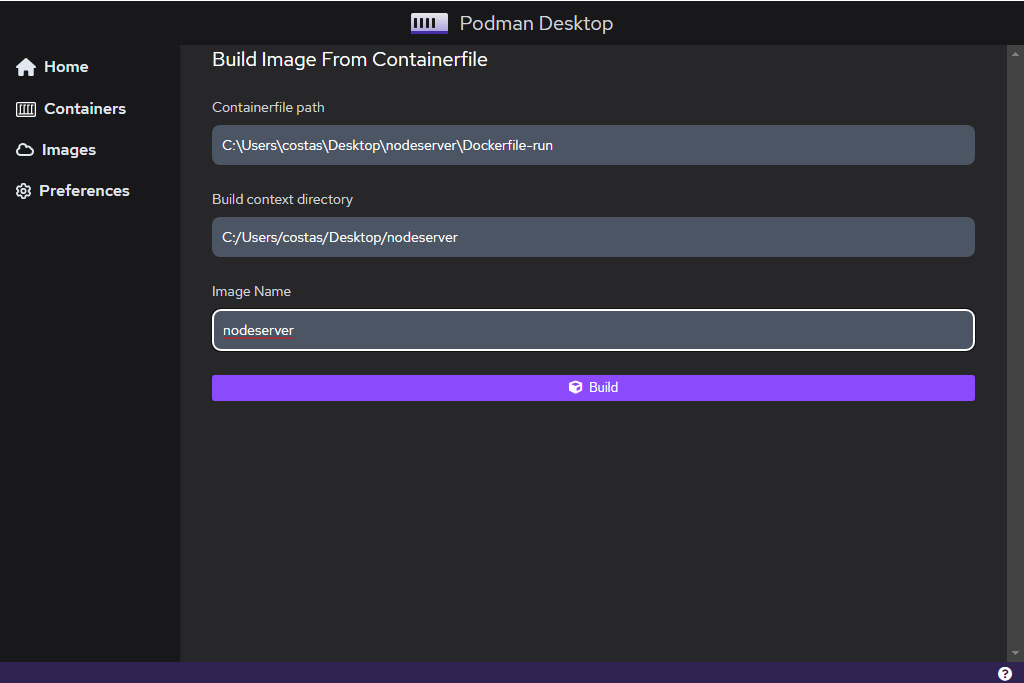 Podman Desktop
Home
Containers
Images
Preferences
Build Image From Containerfile
Containerfile path
C:\Users\costas\Desktop\nodeserver\Dockerfile-run
Build context directory
C:/Users/costas/Desktop/nodeserver
Image Name
nodeserver
Build
?